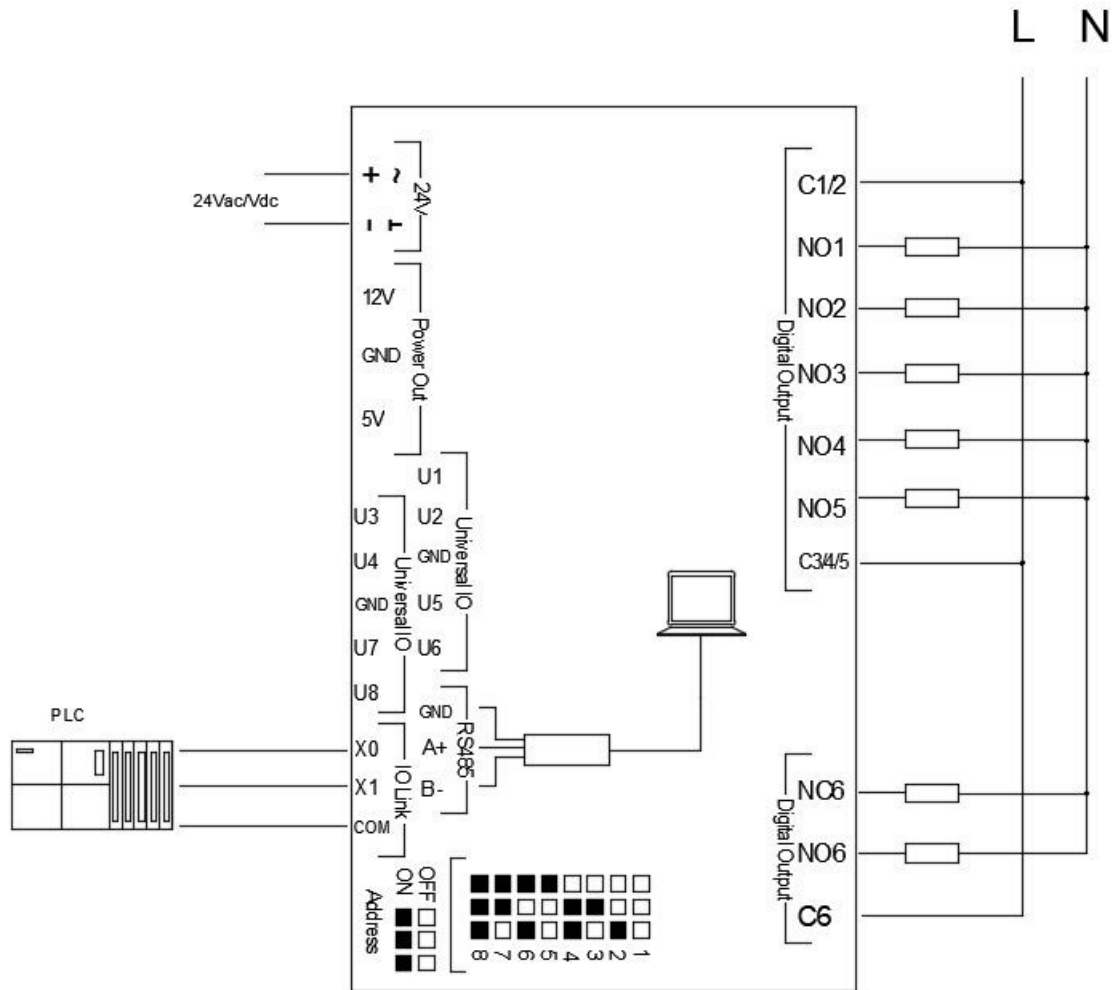 L N
24Vac/Vdc
+ ~
- ⊥
24V
12V
GND
5V
Power Out
U1
U2
GND
U5
U6
Universal IO
U3
U4
GND
U7
U8
Universal IO
GND
A+
B-
RS485
PLC
X0
X1
COM
IO Link
ON OFF
Address
8 7 6 5 4 3 2 1
C1/2
NO1
NO2
NO3
NO4
NO5
C3/4/5
Digital Output
NC6
NO6
C6
Digital Output